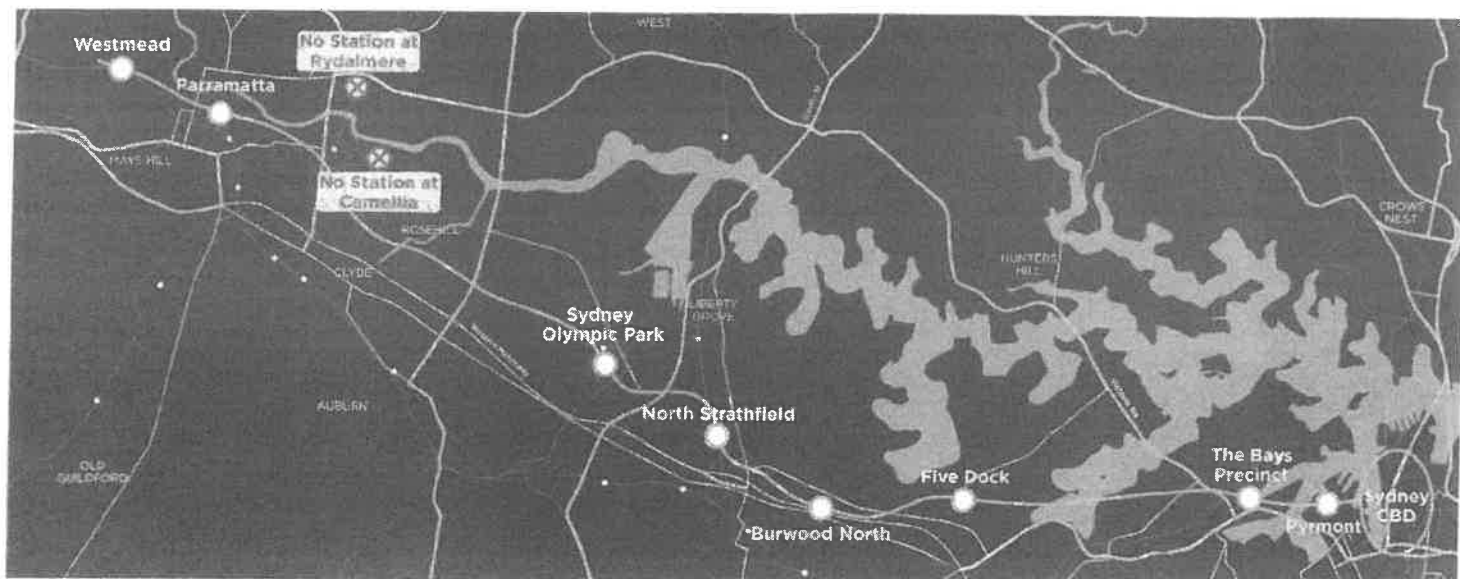 WEST
Westmead
No Station at
Rydalmere
Parramatta
MAYS HILL
No Station at
Camellia
CROWS
NEST
ROSEHILL
HUNTERS
HILL
CLYDE
LIBERTY
GROVE
Sydney
Olympic Park
AUBURN
North Strathfield
OLD
GUILDFORD
Five Dock
The Bays
Precinct
Sydney
CBD
Pyrmont
Burwood North